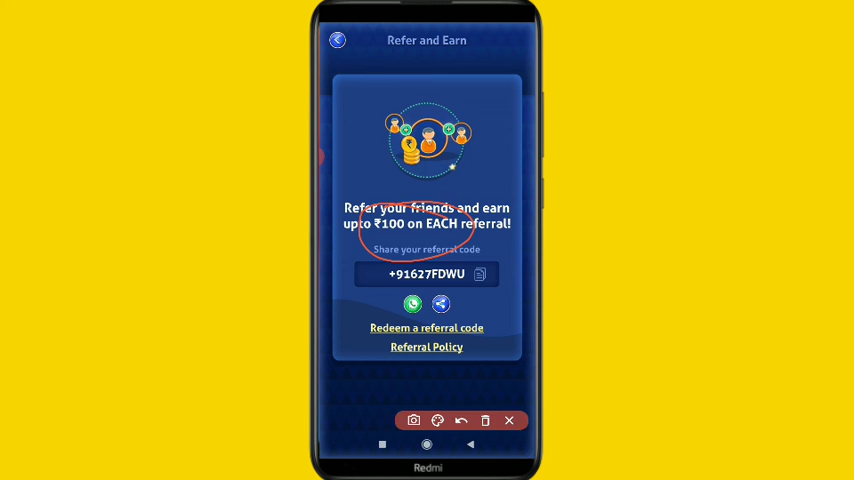 Refer and Earn
Refer your friends and earn
upto ₹100 on EACH referral!
Share your referral code
+91627FDWU
Redeem a referral code
Referral Policy
Redmi